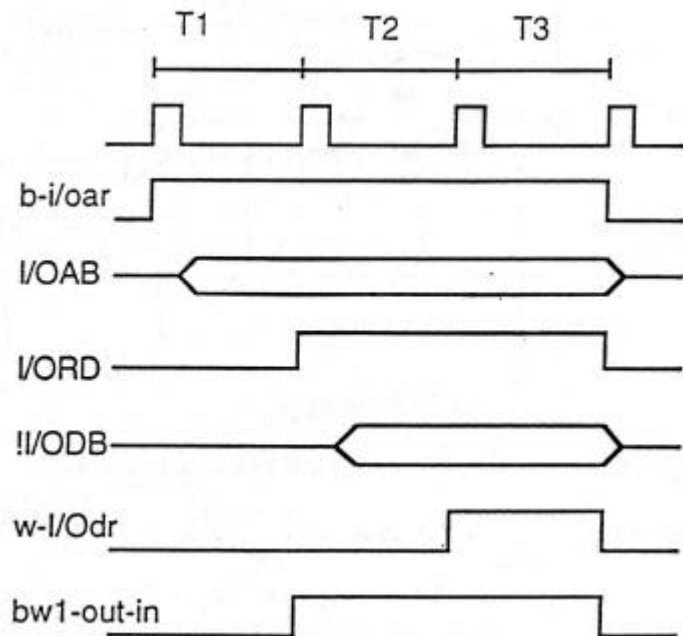 T1 T2 T3
b-i/oar
I/OAB
I/ORD
!I/ODB
w-I/Odr
bw1-out-in